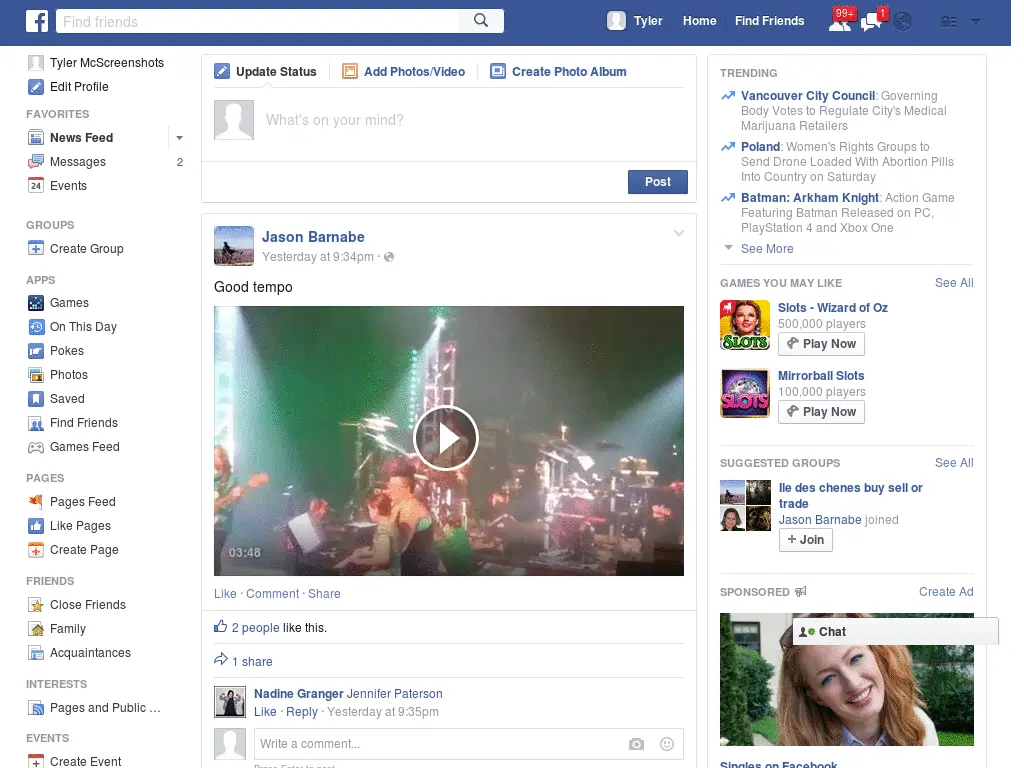 f
Find friends
Tyler
Home
Find Friends
99+
1
Tyler McScreenshots
Edit Profile
FAVORITES
News Feed
Messages
2
24
Events
GROUPS
Create Group
APPS
Games
On This Day
Pokes
Photos
Saved
Find Friends
Games Feed
PAGES
Pages Feed
Like Pages
Create Page
FRIENDS
Close Friends
Family
Acquaintances
INTERESTS
Pages and Public ...
EVENTS
Create Event
Update Status
Add Photos/Video
Create Photo Album
What's on your mind?
Post
Jason Barnabe
Yesterday at 9:34pm ·
Good tempo
03:48
Like · Comment · Share
2 people like this.
1 share
Nadine Granger Jennifer Paterson
Like · Reply · Yesterday at 9:35pm
Write a comment...
Press Enter to post.
TRENDING
Vancouver City Council: Governing
Body Votes to Regulate City's Medical
Marijuana Retailers
Poland: Women's Rights Groups to
Send Drone Loaded With Abortion Pills
Into Country on Saturday
Batman: Arkham Knight: Action Game
Featuring Batman Released on PC,
PlayStation 4 and Xbox One
See More
GAMES YOU MAY LIKE
See All
SLOTS
Slots - Wizard of Oz
500,000 players
Play Now
SLOTS
Mirrorball Slots
100,000 players
Play Now
SUGGESTED GROUPS
See All
Ile des chenes buy sell or
trade
Jason Barnabe joined
+ Join
SPONSORED
Create Ad
Chat
Singles on Facebook